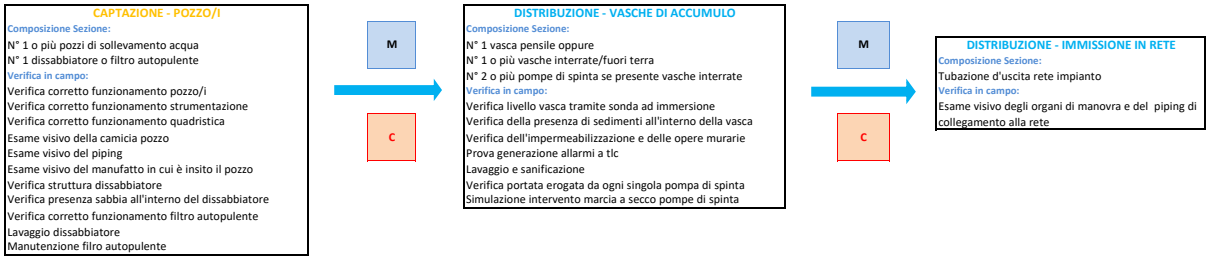 CAPTAZIONE - POZZO/I
Composizione Sezione:
N° 1 o più pozzi di sollevamento acqua
N° 1 dissabbiatore o filtro autopulente
Verifica in campo:
Verifica corretto funzionamento pozzo/i
Verifica corretto funzionamento strumentazione
Verifica corretto funzionamento quadristica
Esame visivo della camicia pozzo
Esame visivo del piping
Esame visivo del manufatto in cui è insito il pozzo
Verifica struttura dissabbiatore
Verifica presenza sabbia all'interno del dissabbiatore
Verifica corretto funzionamento filtro autopulente
Lavaggio dissabbiatore
Manutenzione filro autopulente
M
C
DISTRIBUZIONE - VASCHE DI ACCUMULO
Composizione Sezione:
N° 1 vasca pensile oppure
N° 1 o più vasche interrate/fuori terra
N° 2 o più pompe di spinta se presente vasche interrate
Verifica in campo:
Verifica livello vasca tramite sonda ad immersione
Verifica della presenza di sedimenti all'interno della vasca
Verifica dell'impermeabilizzazione e delle opere murarie
Prova generazione allarmi a tlc
Lavaggio e sanificazione
Verifica portata erogata da ogni singola pompa di spinta
Simulazione intervento marcia a secco pompe di spinta
M
C
DISTRIBUZIONE - IMMISSIONE IN RETE
Composizione Sezione:
Tubazione d'uscita rete impianto
Verifica in campo:
Esame visivo degli organi di manovra e del piping di
collegamento alla rete